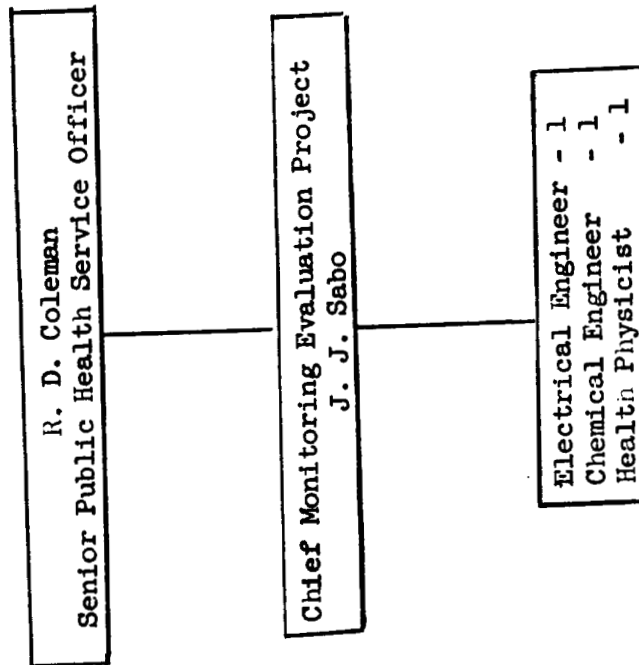 R. D. Coleman
Senior Public Health Service Officer
Chief Monitoring Evaluation Project
J. J. Sabo
Electrical Engineer - 1
Chemical Engineer - 1
Health Physicist - 1